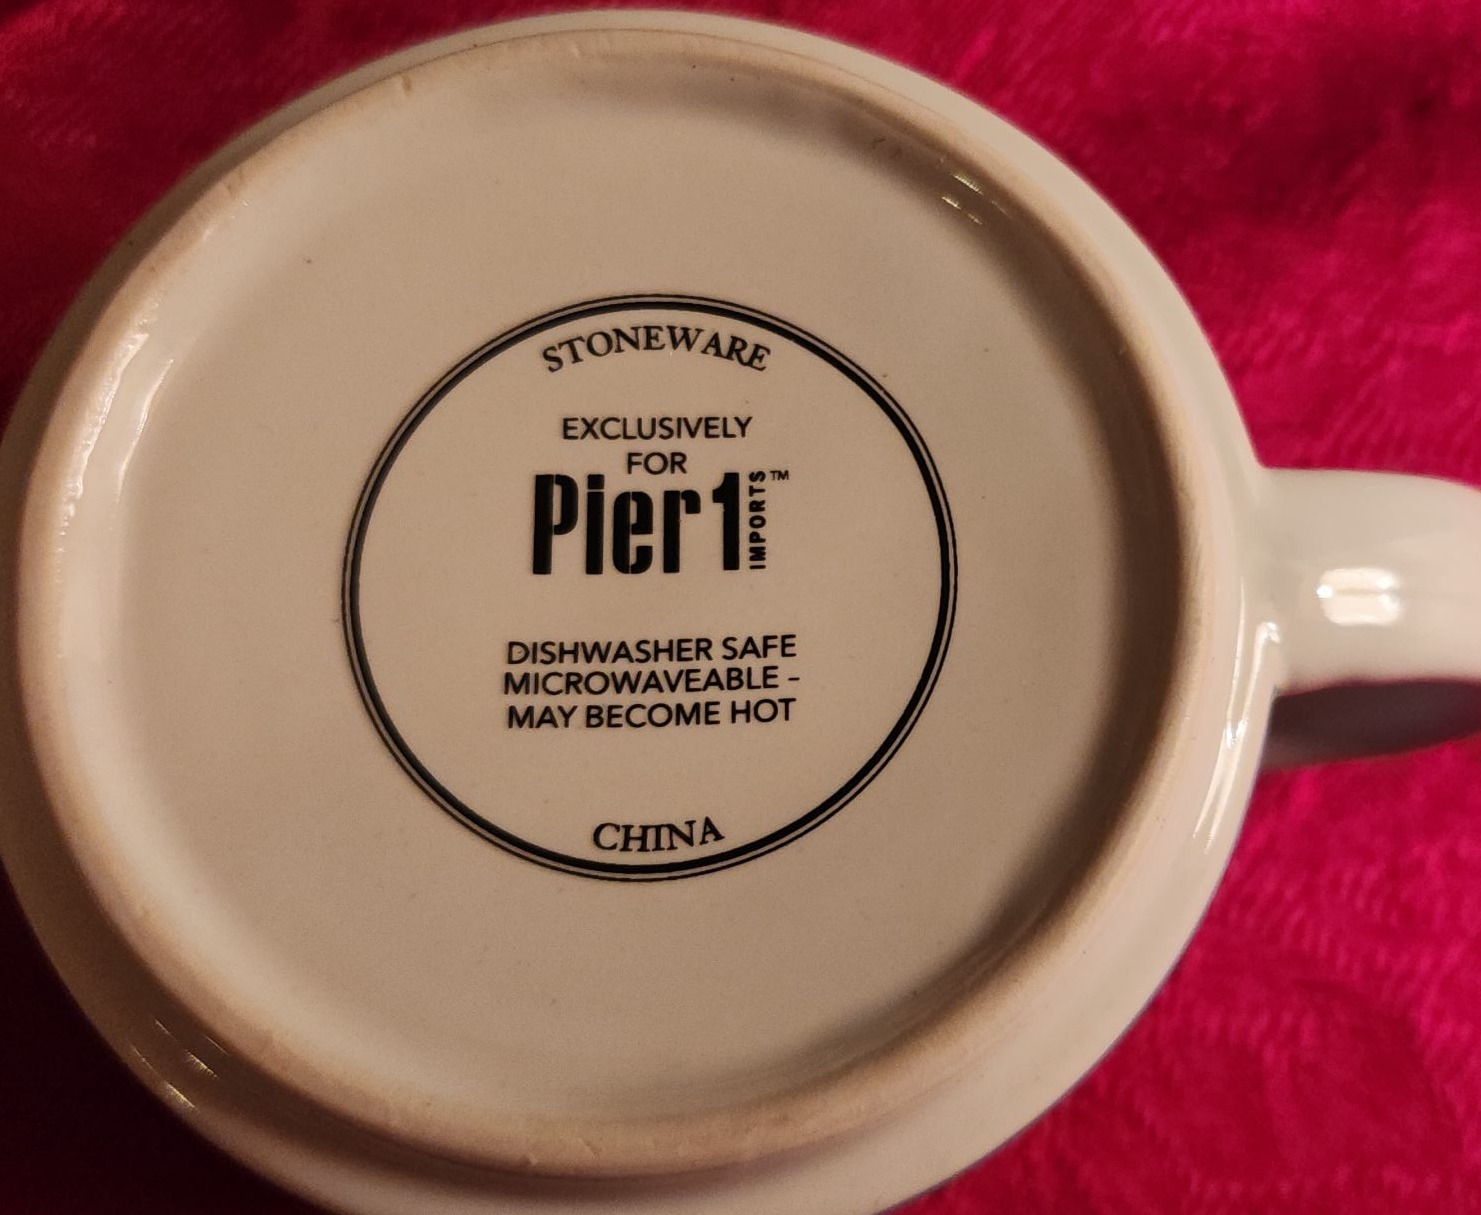 STONEWARE
EXCLUSIVELY
FOR
Pier1 IMPORTS™
DISHWASHER SAFE
MICROWAVEABLE -
MAY BECOME HOT
CHINA